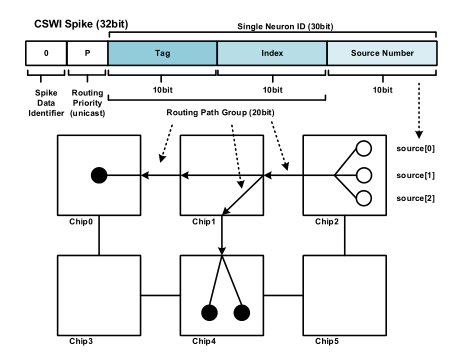 CSWI Spike (32bit)
Single Neuron ID (30bit)
0 P Tag Index Source Number
Spike
Data
Identifier
Routing
Priority
(unicast)
10bit 10bit 10bit
Routing Path Group (20bit)
source[0]
source[1]
source[2]
Chip0 Chip1 Chip2
Chip3 Chip4 Chip5